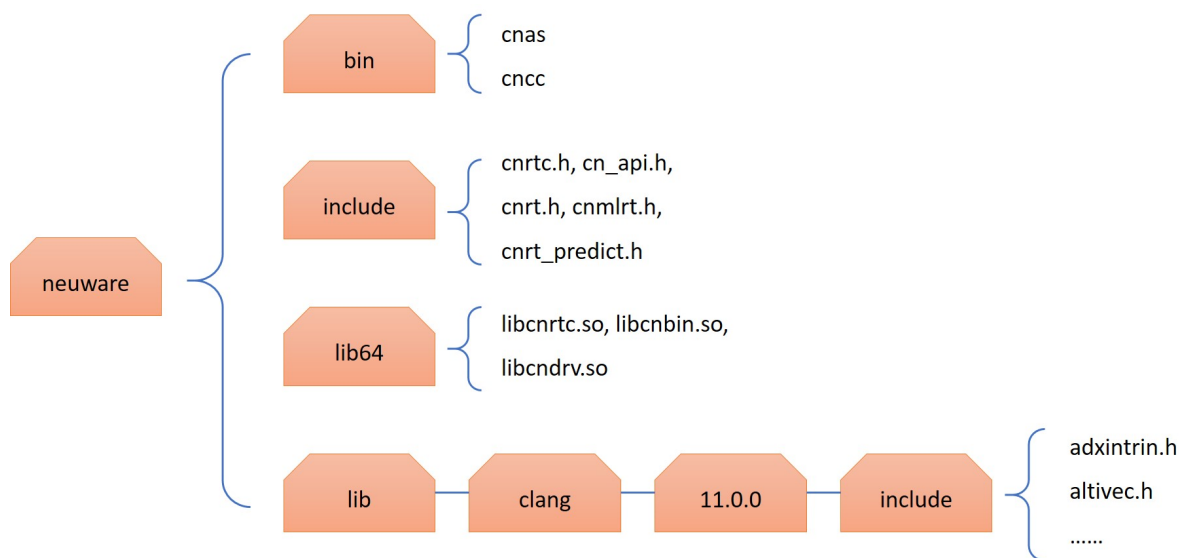 neuware
bin
cnas
cncc
include
cnrtc.h, cn_api.h,
cnrt.h, cnmlrt.h,
cnrt_predict.h
lib64
libcnrtc.so, libcnbin.so,
libcndrv.so
lib
clang
11.0.0
include
adxintrin.h
altivec.h
......